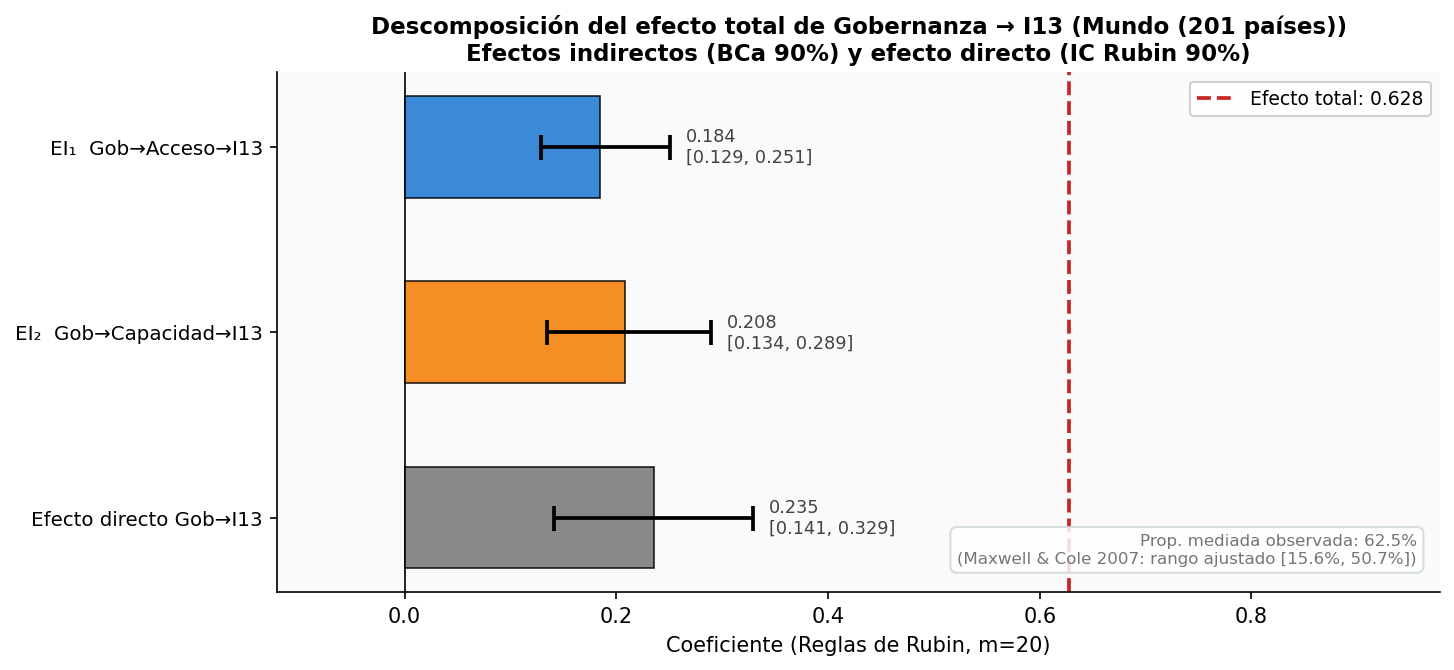 Descomposición del efecto total de Gobernanza → I13 (Mundo (201 países))
Efectos indirectos (BCa 90%) y efecto directo (IC Rubin 90%)
Efecto total: 0.628
EI₁ Gob→Acceso→I13
0.184
[0.129, 0.251]
EI₂ Gob→Capacidad→I13
0.208
[0.134, 0.289]
Efecto directo Gob→I13
0.235
[0.141, 0.329]
Prop. mediada observada: 62.5%
(Maxwell & Cole 2007: rango ajustado [15.6%, 50.7%])
0.0 0.2 0.4 0.6 0.8
Coeficiente (Reglas de Rubin, m=20)